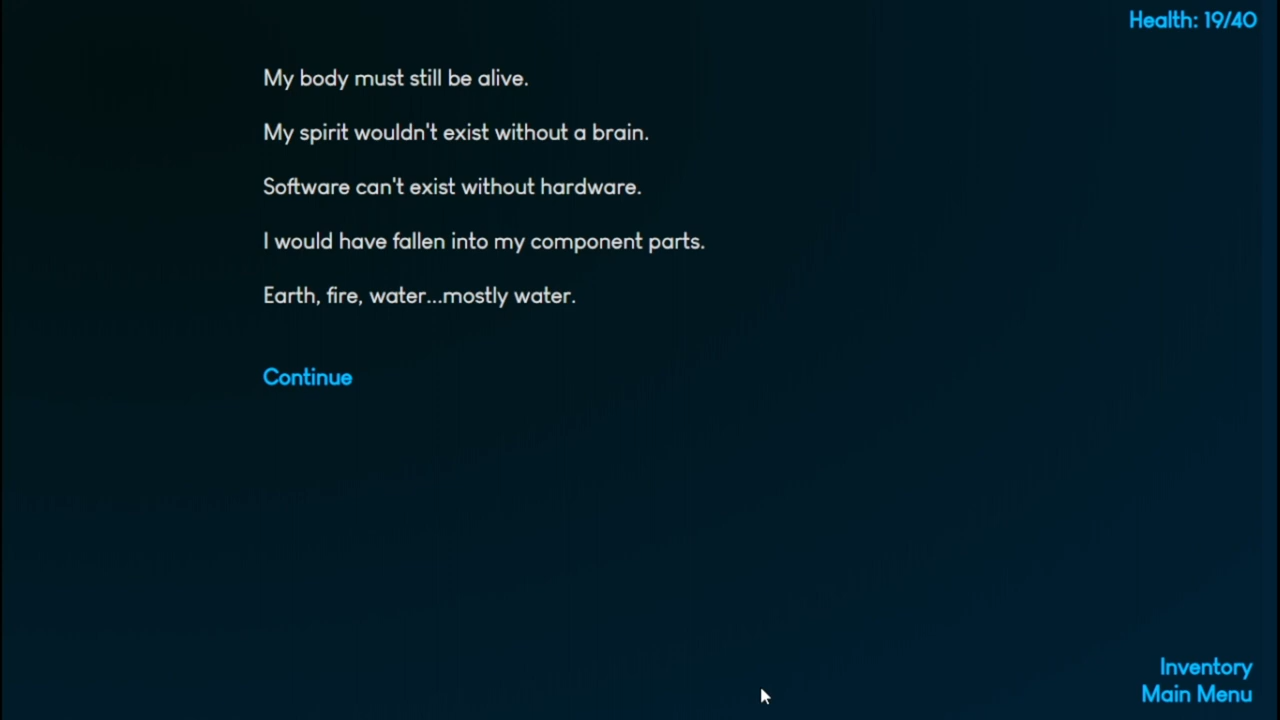 Health: 19/40
My body must still be alive.
My spirit wouldn't exist without a brain.
Software can't exist without hardware.
I would have fallen into my component parts.
Earth, fire, water...mostly water.
Continue
Inventory
Main Menu